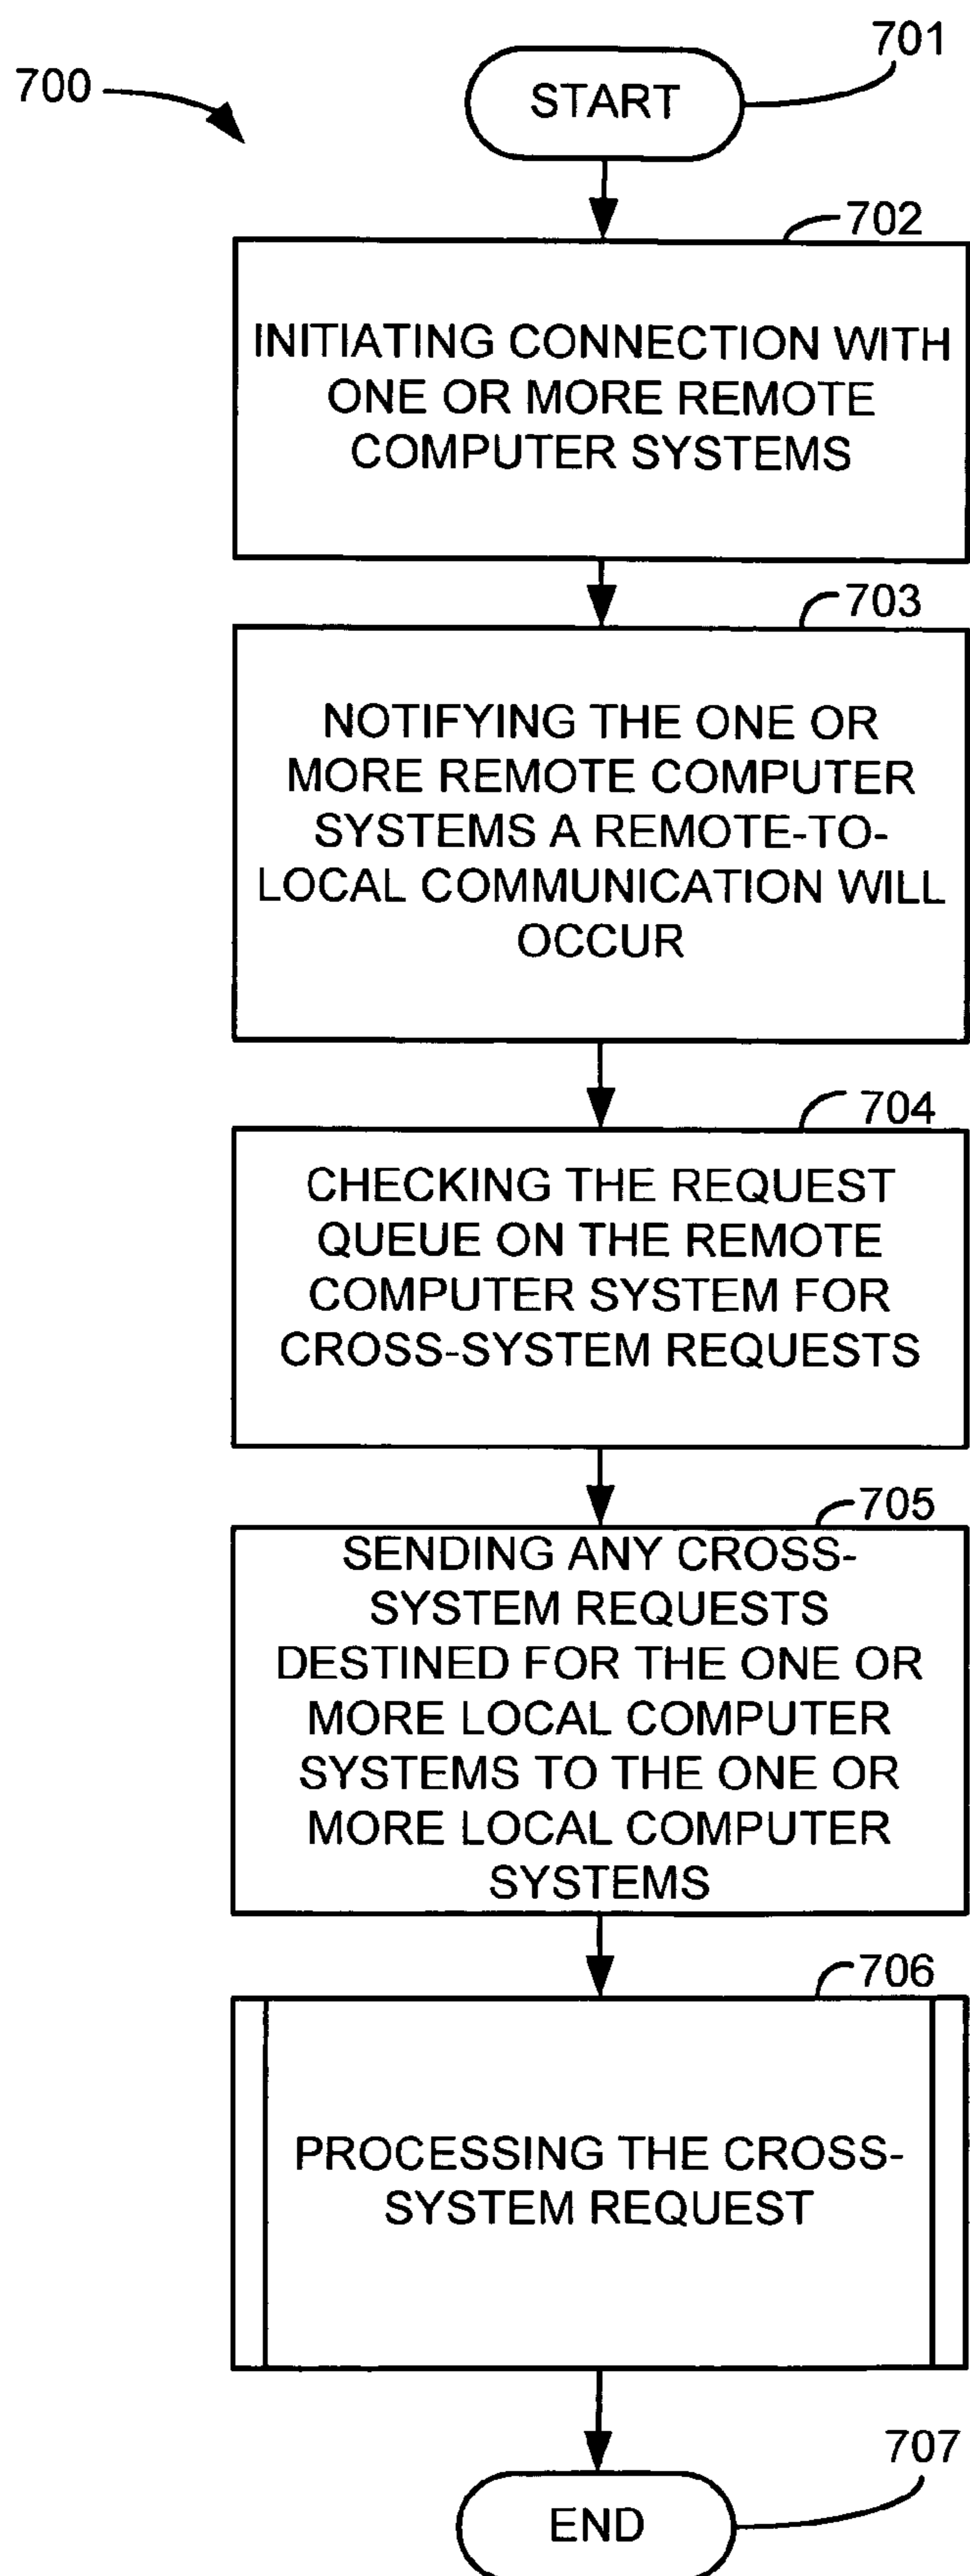 701
700
START
702
INITIATING CONNECTION WITH
ONE OR MORE REMOTE
COMPUTER SYSTEMS
703
NOTIFYING THE ONE OR
MORE REMOTE COMPUTER
SYSTEMS A REMOTE-TO-
LOCAL COMMUNICATION WILL
OCCUR
704
CHECKING THE REQUEST
QUEUE ON THE REMOTE
COMPUTER SYSTEM FOR
CROSS-SYSTEM REQUESTS
705
SENDING ANY CROSS-
SYSTEM REQUESTS
DESTINED FOR THE ONE OR
MORE LOCAL COMPUTER
SYSTEMS TO THE ONE OR
MORE LOCAL COMPUTER
SYSTEMS
706
PROCESSING THE CROSS-
SYSTEM REQUEST
707
END